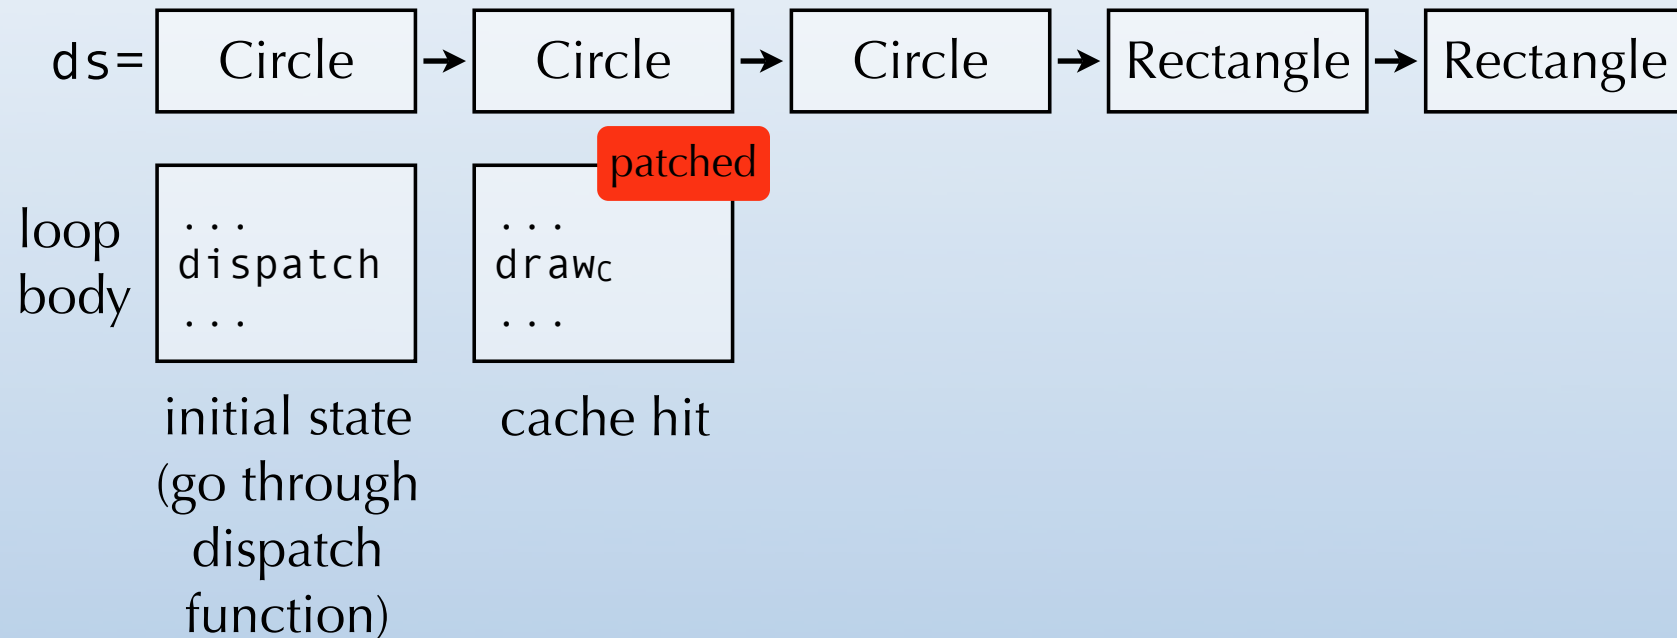 ds= Circle → Circle → Circle → Rectangle → Rectangle
patched
loop
body
...
dispatch
...
...
drawC
...
initial state
(go through
dispatch
function)
cache hit